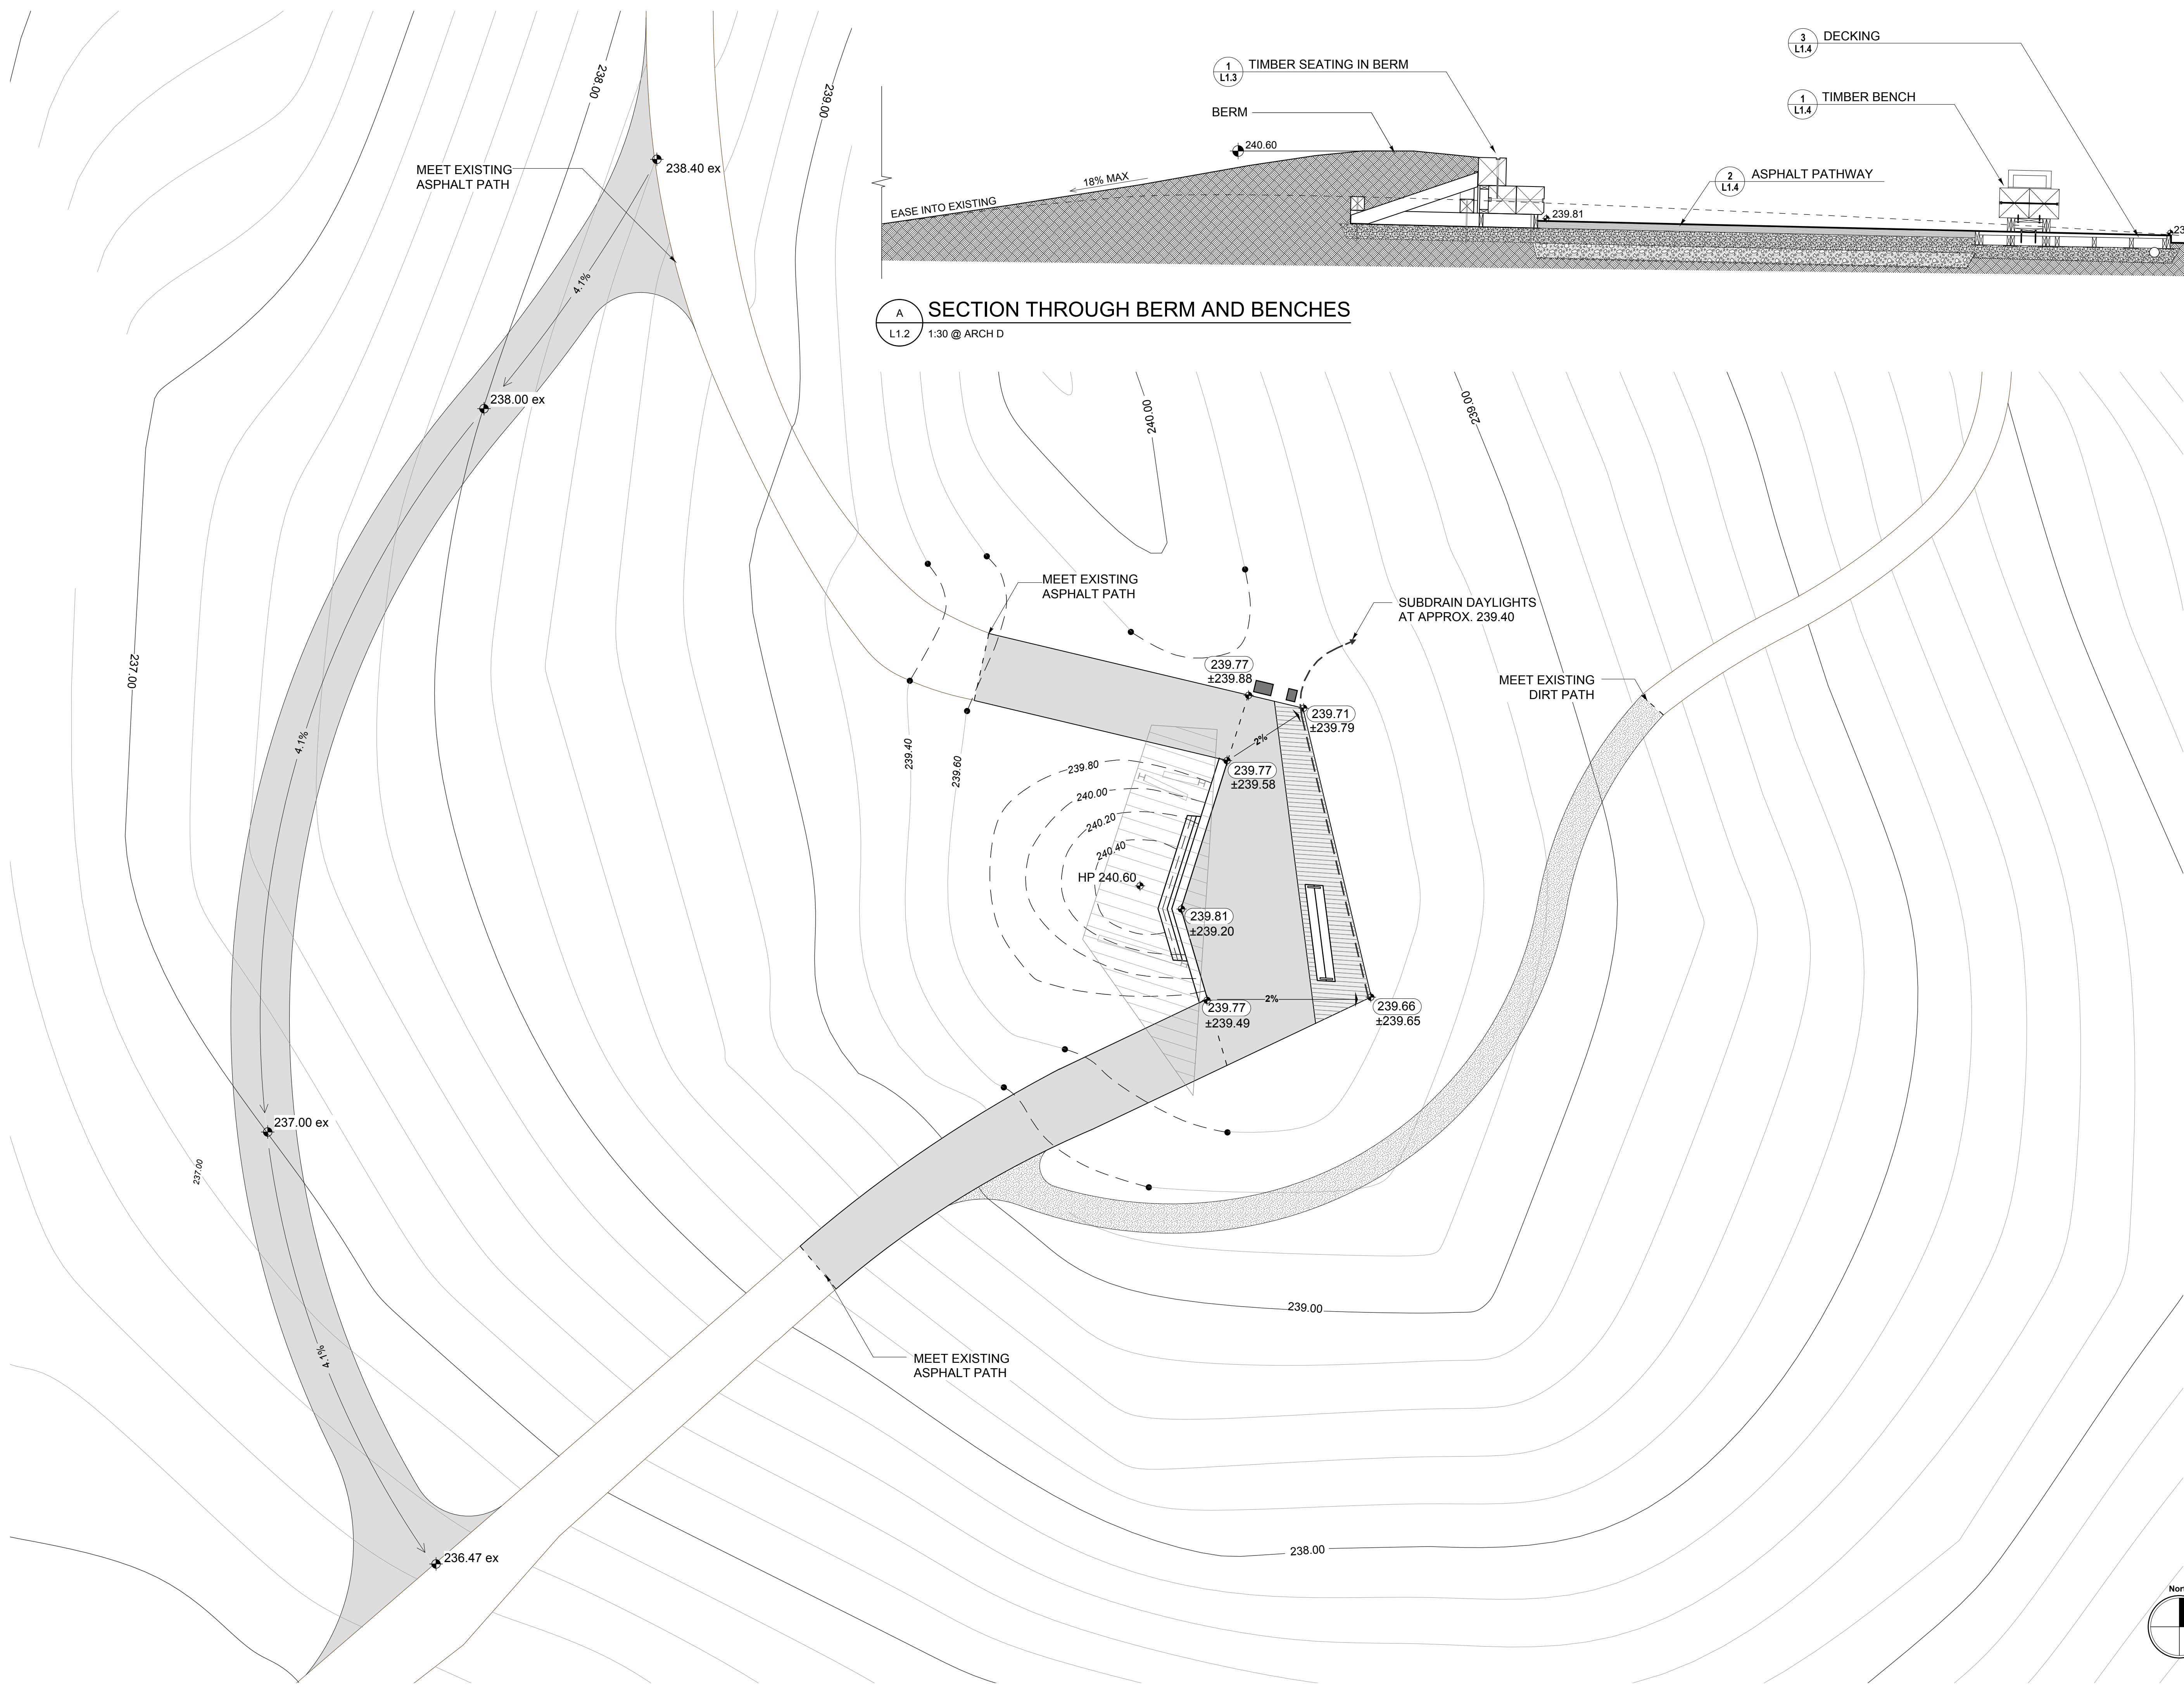 3
L1.4
DECKING
1
L1.3
TIMBER SEATING IN BERM
1
L1.4
TIMBER BENCH
BERM
240.60
18% MAX
EASE INTO EXISTING
2
L1.4
ASPHALT PATHWAY
239.81
A
L1.2
SECTION THROUGH BERM AND BENCHES
1:30 @ ARCH D
238.00
239.00
MEET EXISTING
ASPHALT PATH
238.40 ex
4.1%
238.00 ex
240.00
239.00
237.00
4.1%
MEET EXISTING
ASPHALT PATH
SUBDRAIN DAYLIGHTS
AT APPROX. 239.40
MEET EXISTING
DIRT PATH
239.77
±239.88
239.71
±239.79
2%
239.77
±239.58
239.40
239.60
239.80
240.00
240.20
240.40
HP 240.60
239.81
±239.20
239.77
±239.49
2%
239.66
±239.65
237.00 ex
237.00
4.1%
236.47 ex
MEET EXISTING
ASPHALT PATH
239.00
238.00